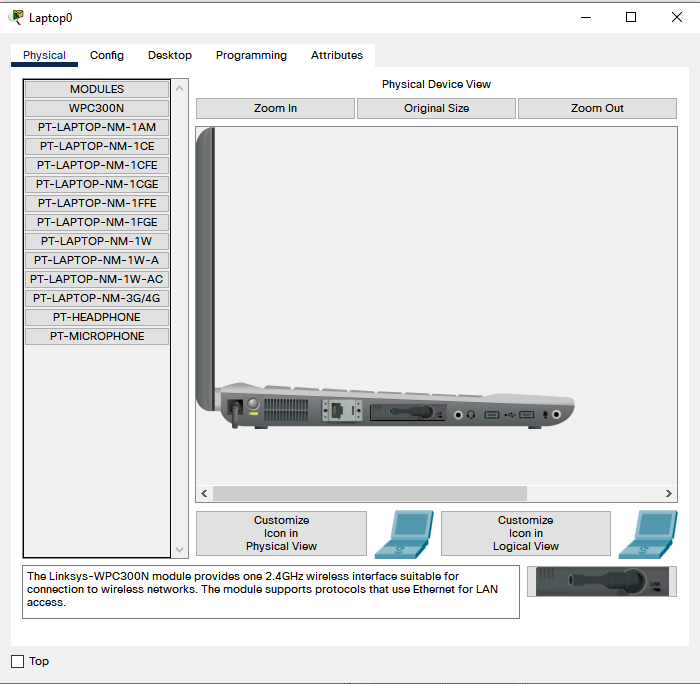 Laptop0
Physical Config Desktop Programming Attributes
MODULES
WPC300N
PT-LAPTOP-NM-1AM
PT-LAPTOP-NM-1CE
PT-LAPTOP-NM-1CFE
PT-LAPTOP-NM-1CGE
PT-LAPTOP-NM-1FFE
PT-LAPTOP-NM-1FGE
PT-LAPTOP-NM-1W
PT-LAPTOP-NM-1W-A
PT-LAPTOP-NM-1W-AC
PT-LAPTOP-NM-3G/4G
PT-HEADPHONE
PT-MICROPHONE
Physical Device View
Zoom In Original Size Zoom Out
Customize
Icon in
Physical View
Customize
Icon in
Logical View
The Linksys-WPC300N module provides one 2.4GHz wireless interface suitable for
connection to wireless networks. The module supports protocols that use Ethernet for LAN
access.
LINK
Top